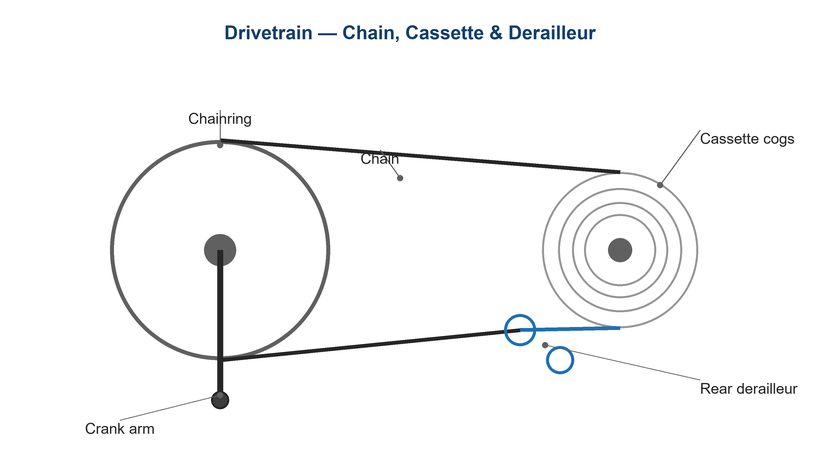 Drivetrain — Chain, Cassette & Derailleur
Chainring
Chain
Cassette cogs
Rear derailleur
Crank arm